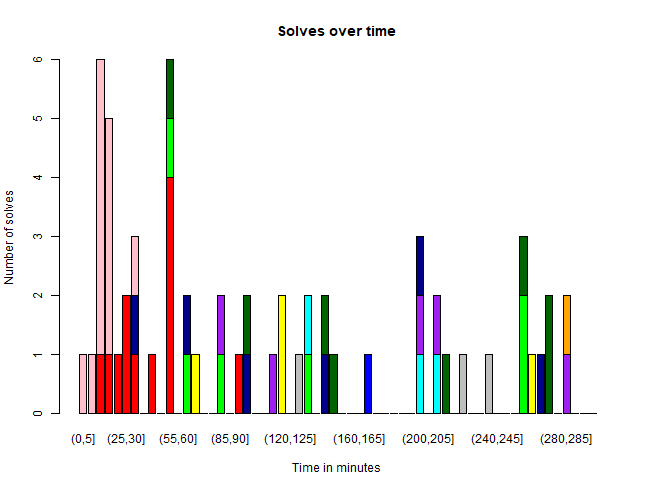 Solves over time
Number of solves
6
5
4
3
2
1
0
(0,5] (25,30] (55,60] (85,90] (120,125] (160,165] (200,205] (240,245] (280,285]
Time in minutes